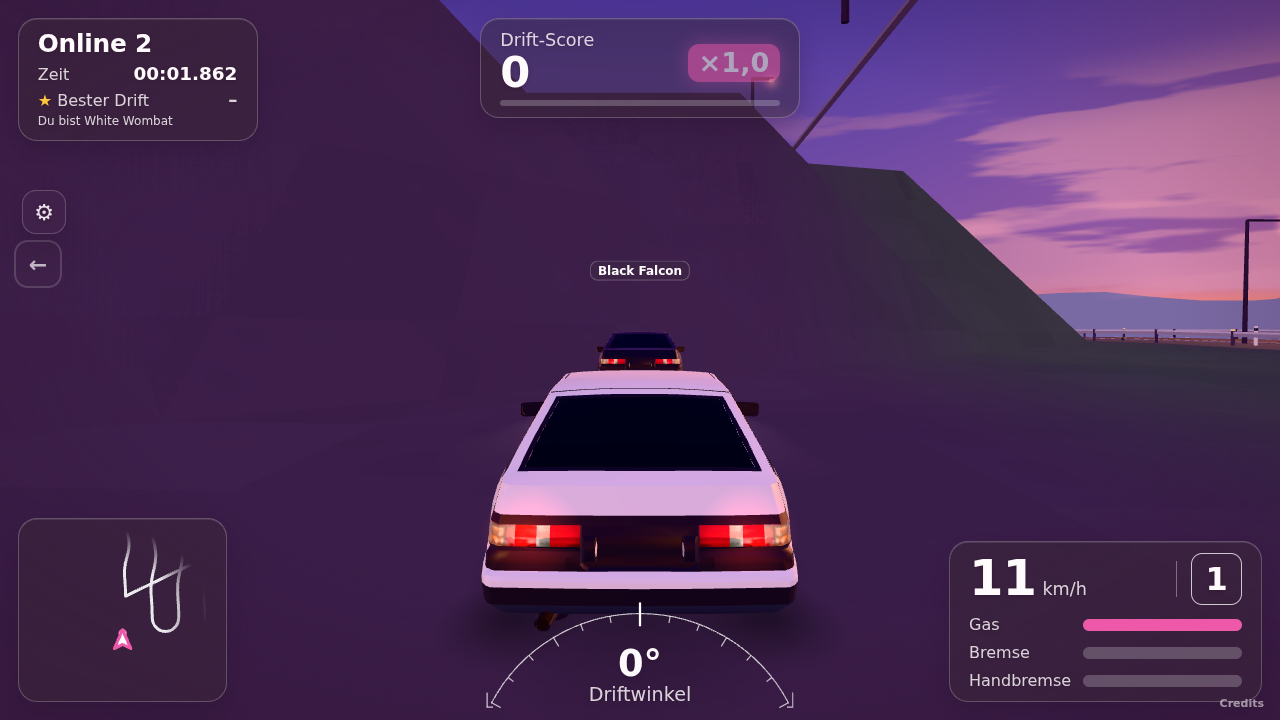 Online 2
Zeit 00:01.862
★ Bester Drift –
Du bist White Wombat
Drift-Score
0
×1,0
Black Falcon
0°
Driftwinkel
11 km/h
1
Gas
Bremse
Handbremse
Credits